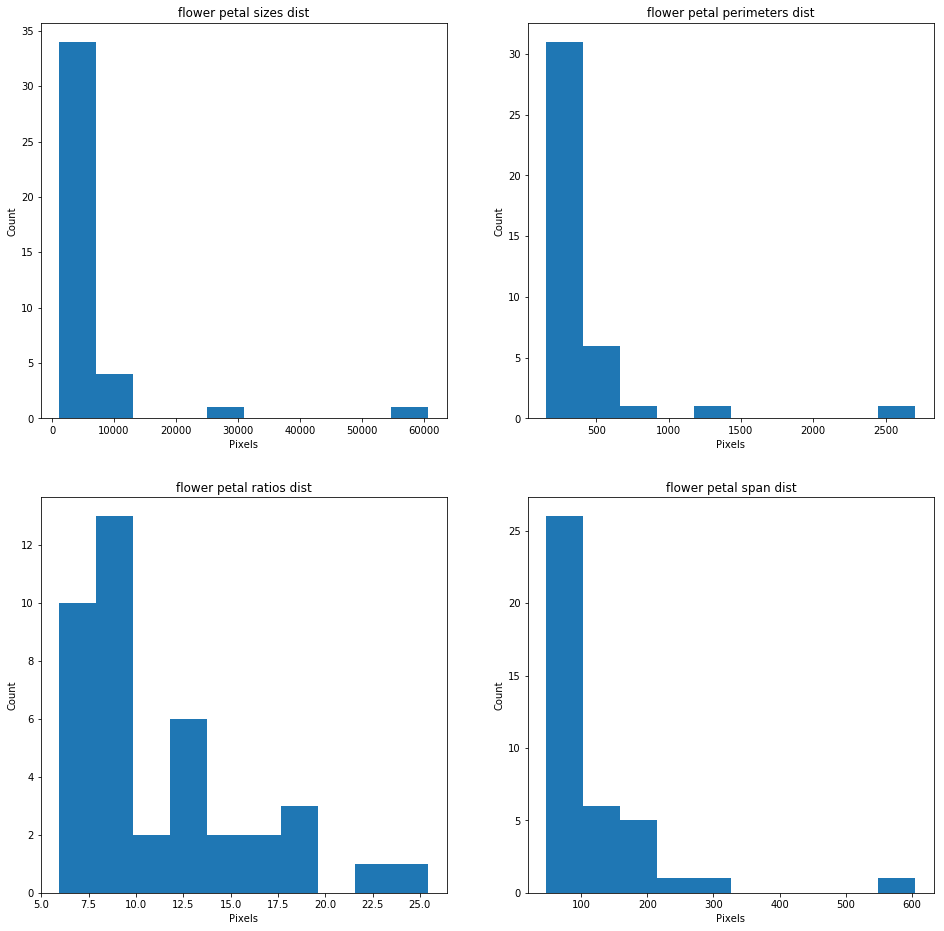 flower petal sizes dist
35
30
25
20
15
10
5
0
Count
0 10000 20000 30000 40000 50000 60000
Pixels
flower petal perimeters dist
30
25
20
15
10
5
0
Count
500 1000 1500 2000 2500
Pixels
flower petal ratios dist
12
10
8
6
4
2
0
Count
5.0 7.5 10.0 12.5 15.0 17.5 20.0 22.5 25.0
Pixels
flower petal span dist
25
20
15
10
5
0
Count
100 200 300 400 500 600
Pixels